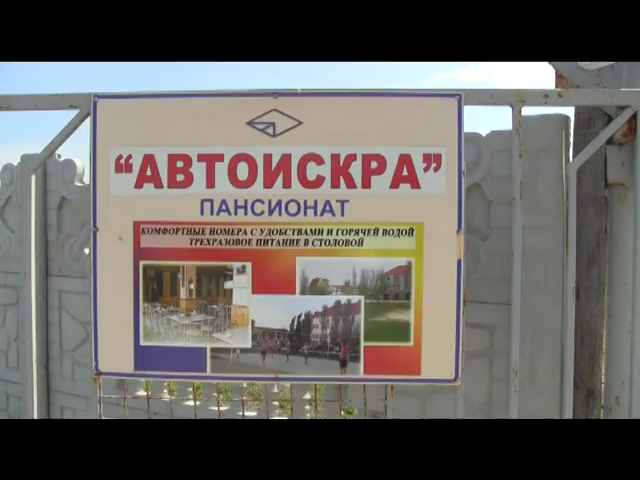 “АВТОИСКРА”
ПАНСИОНАТ
КОМФОРТНЫЕ НОМЕРА С УДОБСТВАМИ И ГОРЯЧЕЙ ВОДОЙ
ТРЕХРАЗОВОЕ ПИТАНИЕ В СТОЛОВОЙ